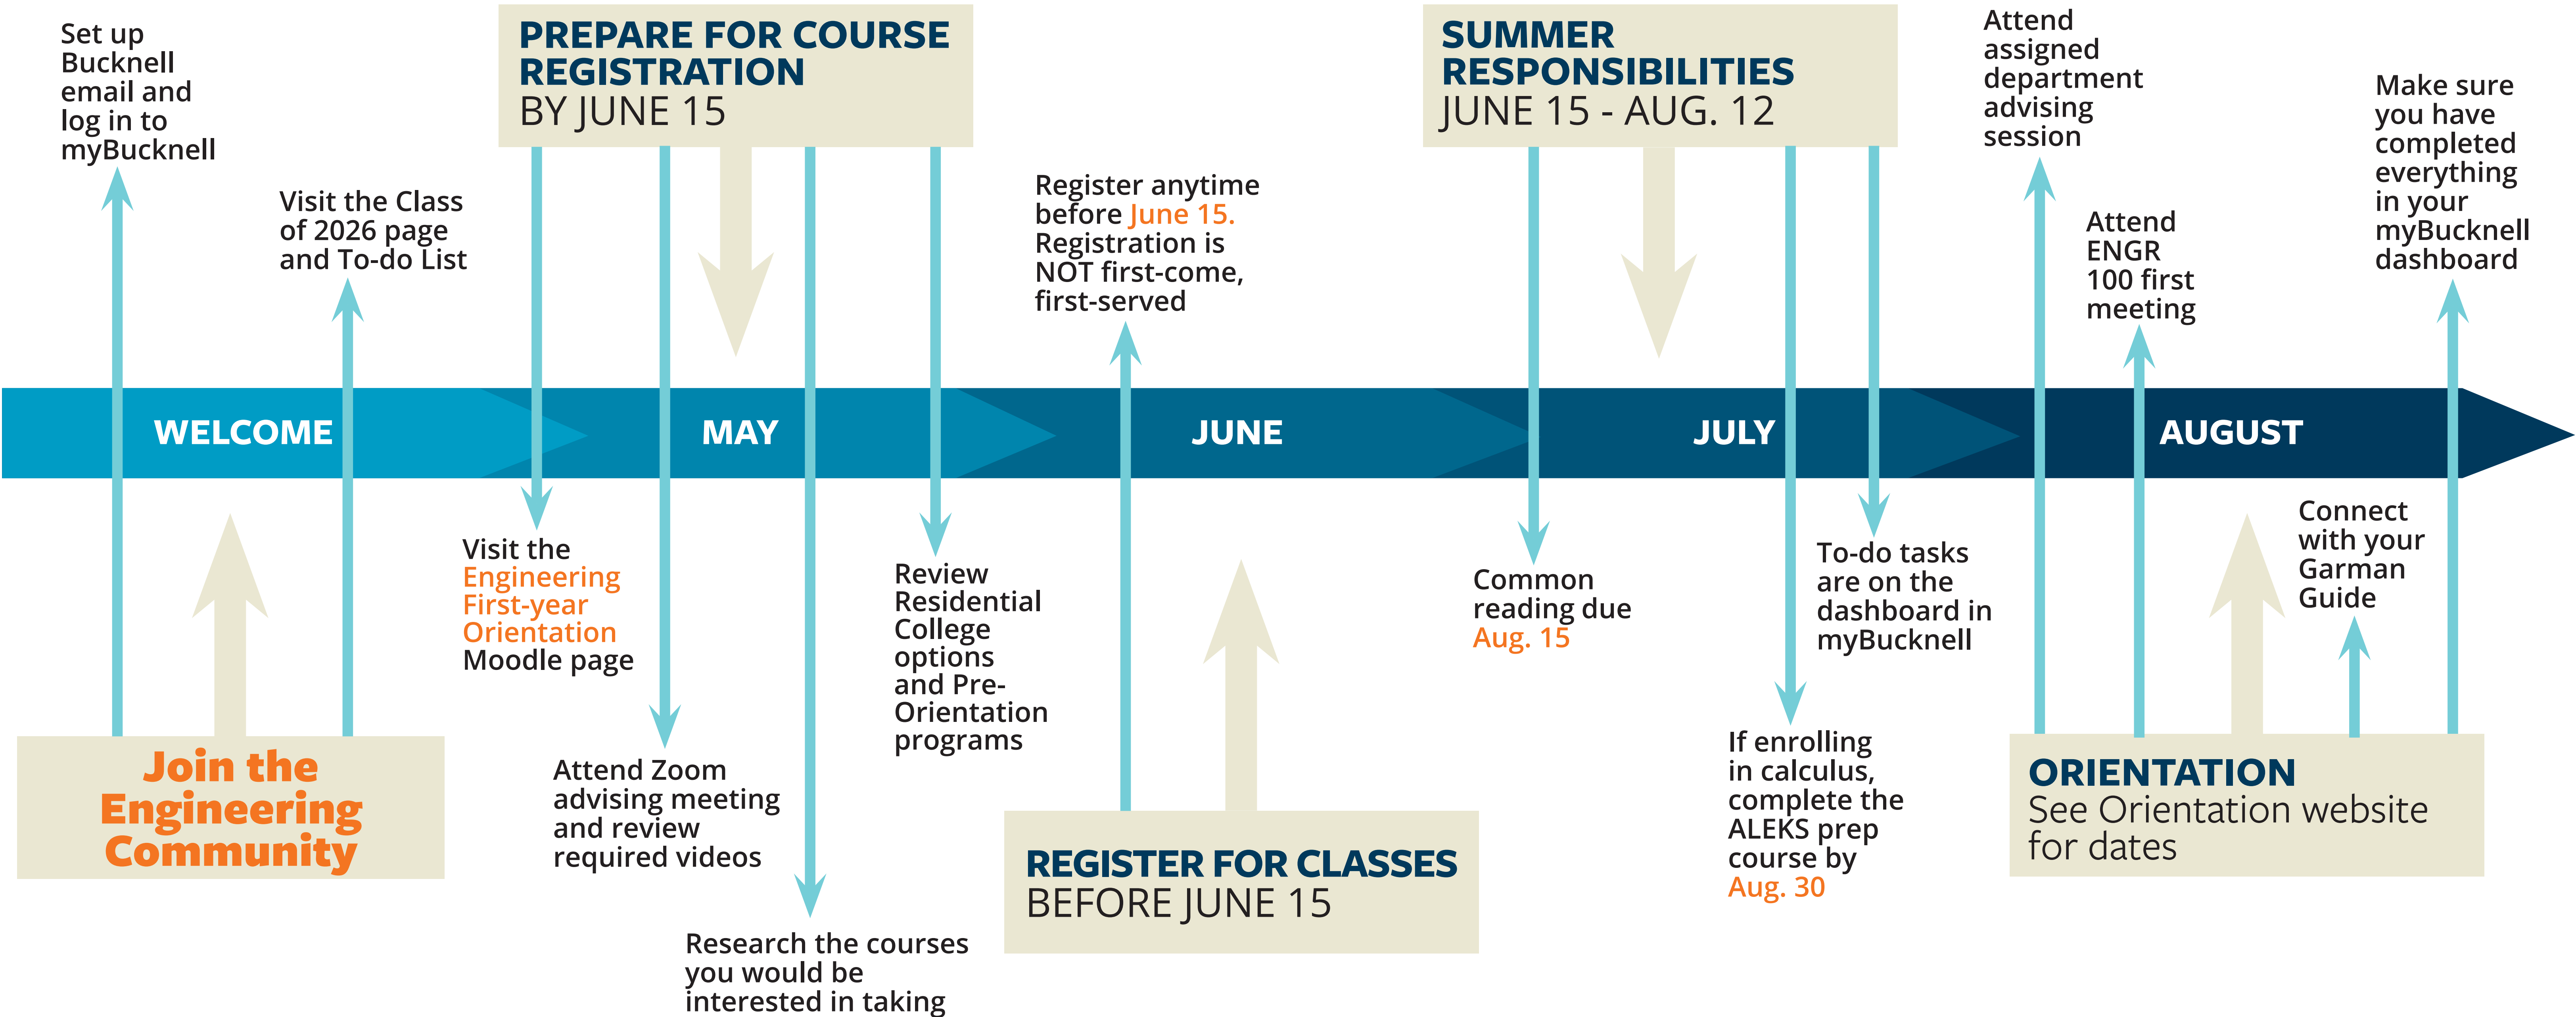 Set up
Bucknell
email and
log in to
myBucknell
Visit the Class
of 2026 page
and To-do List
PREPARE FOR COURSE
REGISTRATION
BY JUNE 15
Register anytime
before June 15.
Registration is
NOT first-come,
first-served
SUMMER
RESPONSIBILITIES
JUNE 15 - AUG. 12
Attend
assigned
department
advising
session
Attend
ENGR
100 first
meeting
Make sure
you have
completed
everything
in your
myBucknell
dashboard
WELCOME
MAY
JUNE
JULY
AUGUST
Join the
Engineering
Community
Visit the
Engineering
First-year
Orientation
Moodle page
Attend Zoom
advising meeting
and review
required videos
Research the courses
you would be
interested in taking
Review
Residential
College
options
and Pre-
Orientation
programs
REGISTER FOR CLASSES
BEFORE JUNE 15
Common
reading due
Aug. 15
If enrolling
in calculus,
complete the
ALEKS prep
course by
Aug. 30
To-do tasks
are on the
dashboard in
myBucknell
Connect
with your
Garman
Guide
ORIENTATION
See Orientation website
for dates